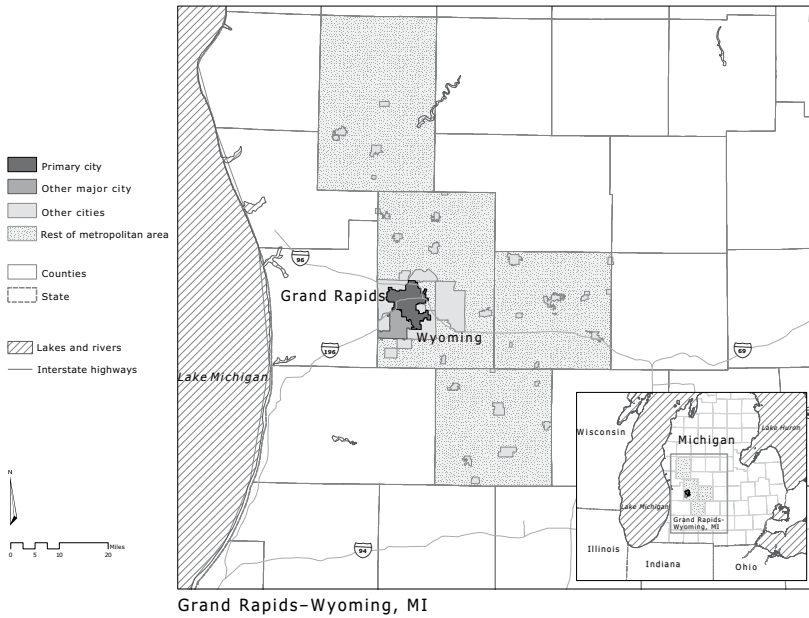 Primary city
Other major city
Other cities
Rest of metropolitan area
Counties
State
Lakes and rivers
Interstate highways
N
0 5 10 20
Miles
96
Grand Rapids
Wyoming
196
69
Lake Michigan
94
Wisconsin
Michigan
Lake Huron
Lake Michigan
Grand Rapids–
Wyoming, MI
Illinois
Indiana
Ohio
Grand Rapids–Wyoming, MI